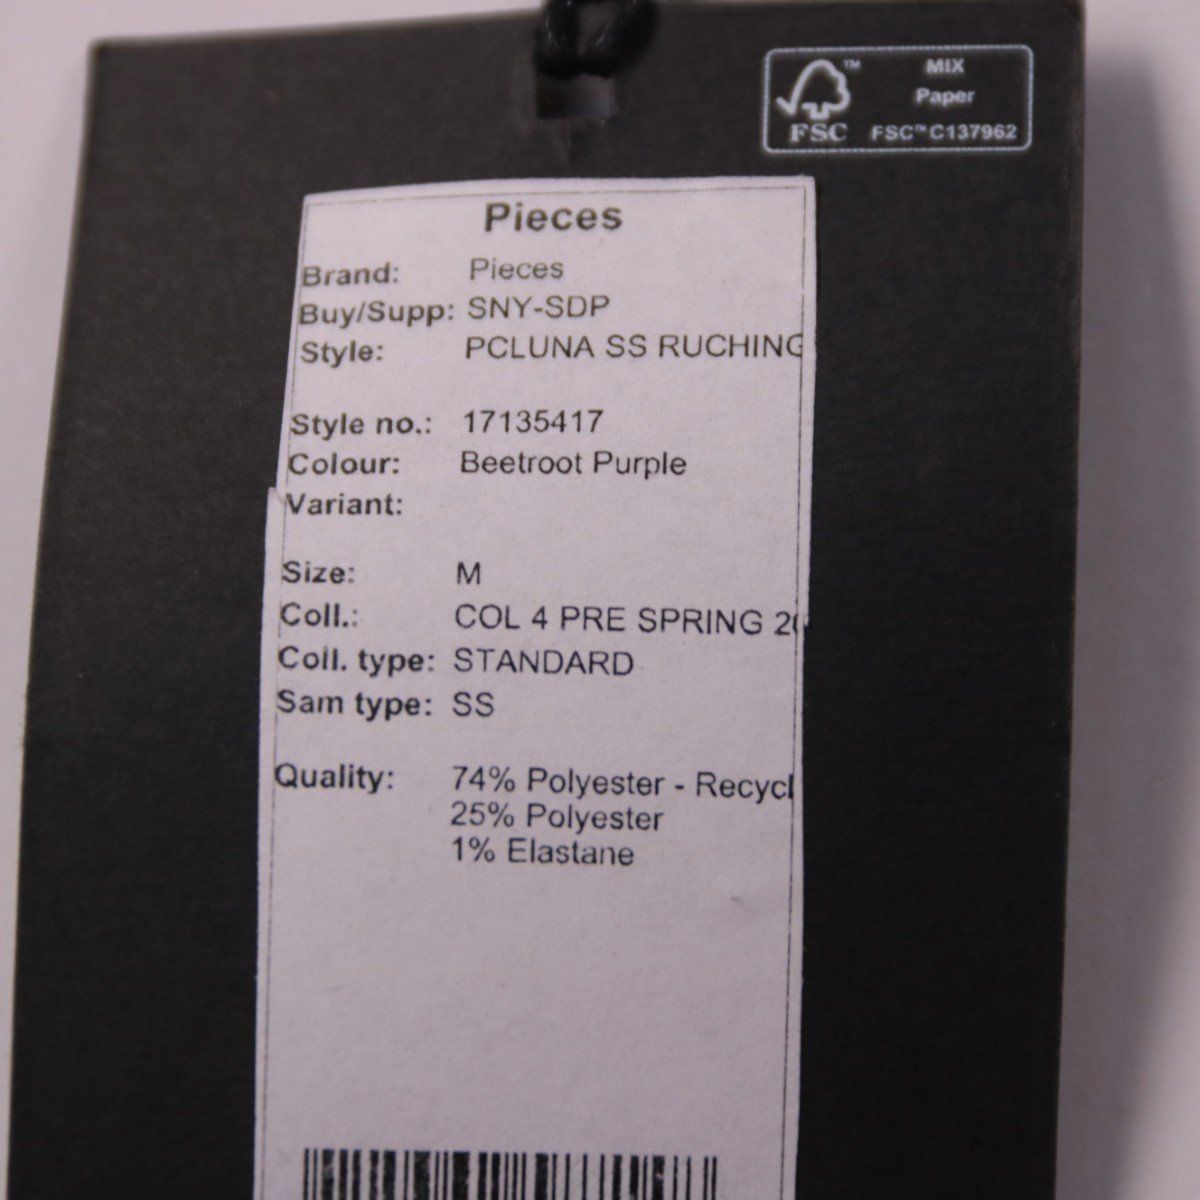 FSC™
MIX
Paper
FSC™ C137962
Pieces
Brand: Pieces
Buy/Supp: SNY-SDP
Style: PCLUNA SS RUCHING
Style no.: 17135417
Colour: Beetroot Purple
Variant:
Size: M
Coll.: COL 4 PRE SPRING 20
Coll. type: STANDARD
Sam type: SS
Quality: 74% Polyester - Recycl
25% Polyester
1% Elastane